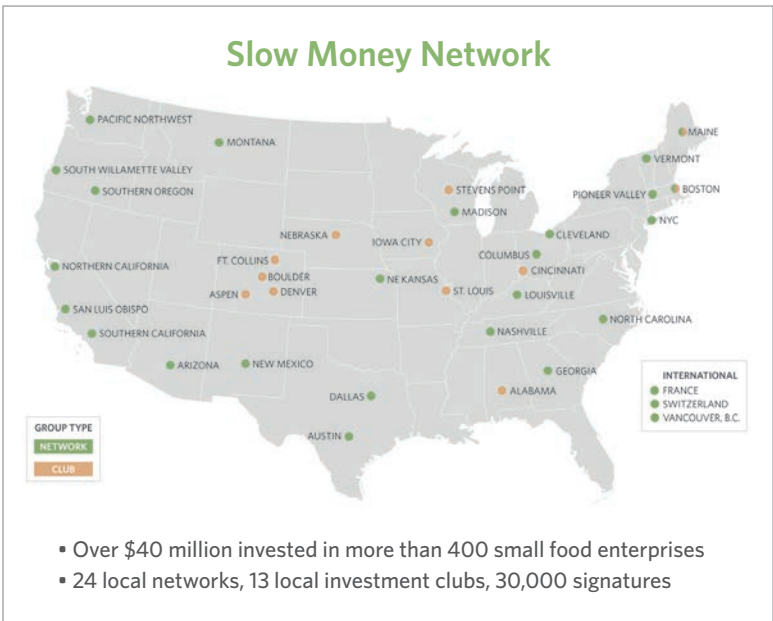 Slow Money Network
PACIFIC NORTHWEST
MAINE
MONTANA
VERMONT
SOUTH WILLAMETTE VALLEY
SOUTHERN OREGON
STEVENS POINT
PIONEER VALLEY
BOSTON
MADISON
NYC
NEBRASKA
IOWA CITY
CLEVELAND
COLUMBUS
FT. COLLINS
NORTHERN CALIFORNIA
CINCINNATI
BOULDER
NE KANSAS
ASPEN
DENVER
ST. LOUIS
LOUISVILLE
SAN LUIS OBISPO
NORTH CAROLINA
SOUTHERN CALIFORNIA
NASHVILLE
ARIZONA
NEW MEXICO
GEORGIA
ALABAMA
DALLAS
AUSTIN
INTERNATIONAL
FRANCE
SWITZERLAND
VANCOUVER, B.C.
GROUP TYPE
NETWORK
CLUB
• Over $40 million invested in more than 400 small food enterprises
• 24 local networks, 13 local investment clubs, 30,000 signatures